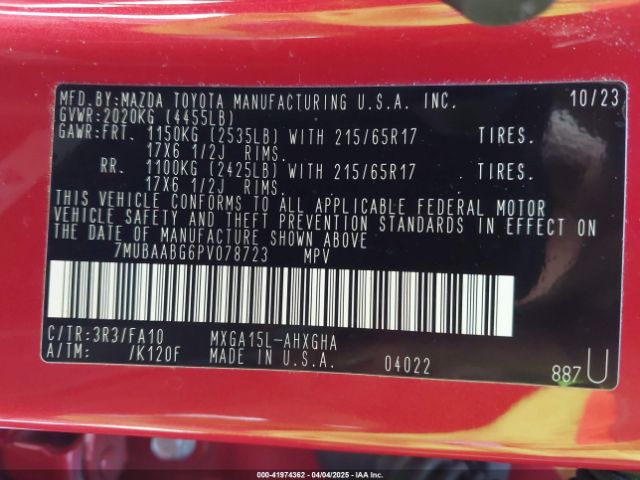 MFD.BY:MAZDA TOYOTA MANUFACTURING U.S.A. INC. 10/23
GVWR:2020KG (4455LB)
GAWR:FRT. 1150KG (2535LB) WITH 215/65R17 TIRES.
17X6 1/2J RIMS.
RR. 1100KG (2425LB) WITH 215/65R17 TIRES.
17X6 1/2J RIMS.
THIS VEHICLE CONFORMS TO ALL APPLICABLE FEDERAL MOTOR
VEHICLE SAFETY AND THEFT PREVENTION STANDARDS IN EFFECT ON
THE DATE OF MANUFACTURE SHOWN ABOVE
7MUBAABG6PV078723 MPV
C/TR:3R3/FA10 MXGA15L-AHXGHA
A/TM: /K120F MADE IN U.S.A. 04022 887 U
000-41974362 - 04/04/2025 - IAA Inc.